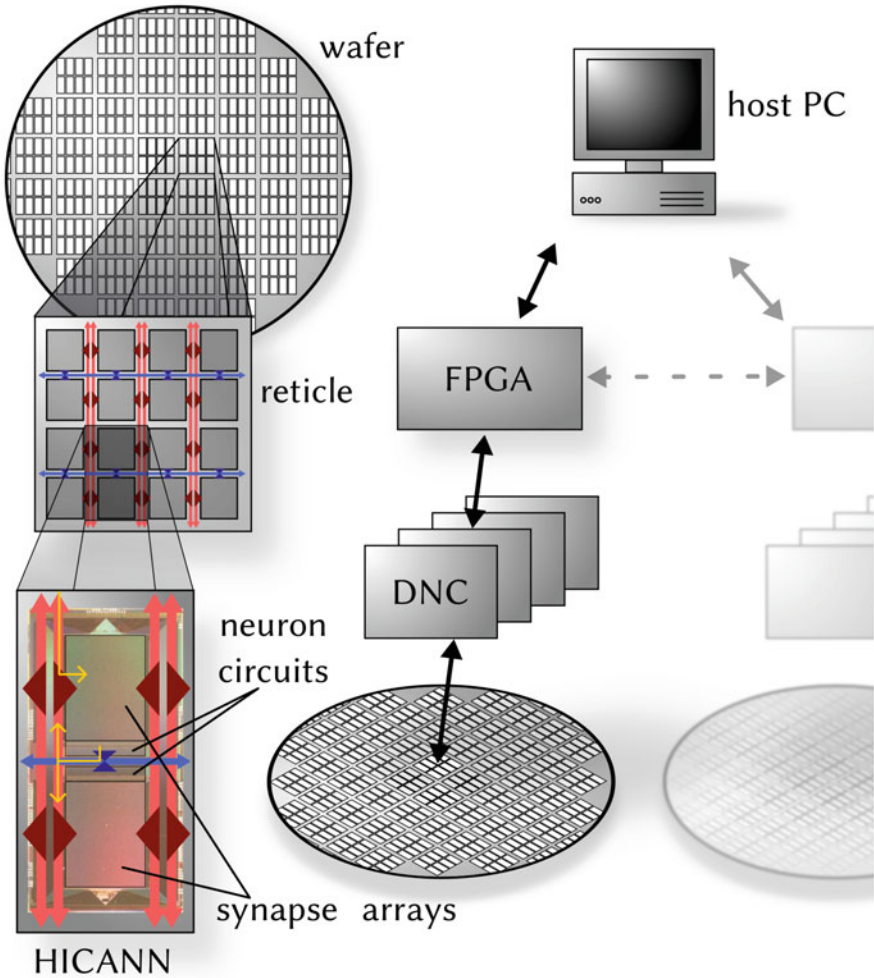 wafer
host PC
reticle
FPGA
DNC
neuron
circuits
synapse arrays
HICANN